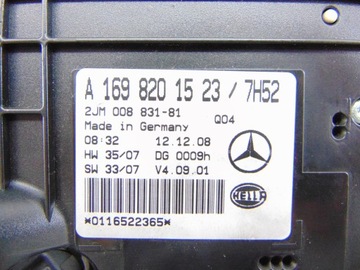 A 169 820 15 23 / 7H52
2JM 008 831-81 Q04
Made in Germany
08:32 12.12.08
HW 35/07 DG 0009h
SW 33/07 V4.09.01
HELLA
*0116522365*